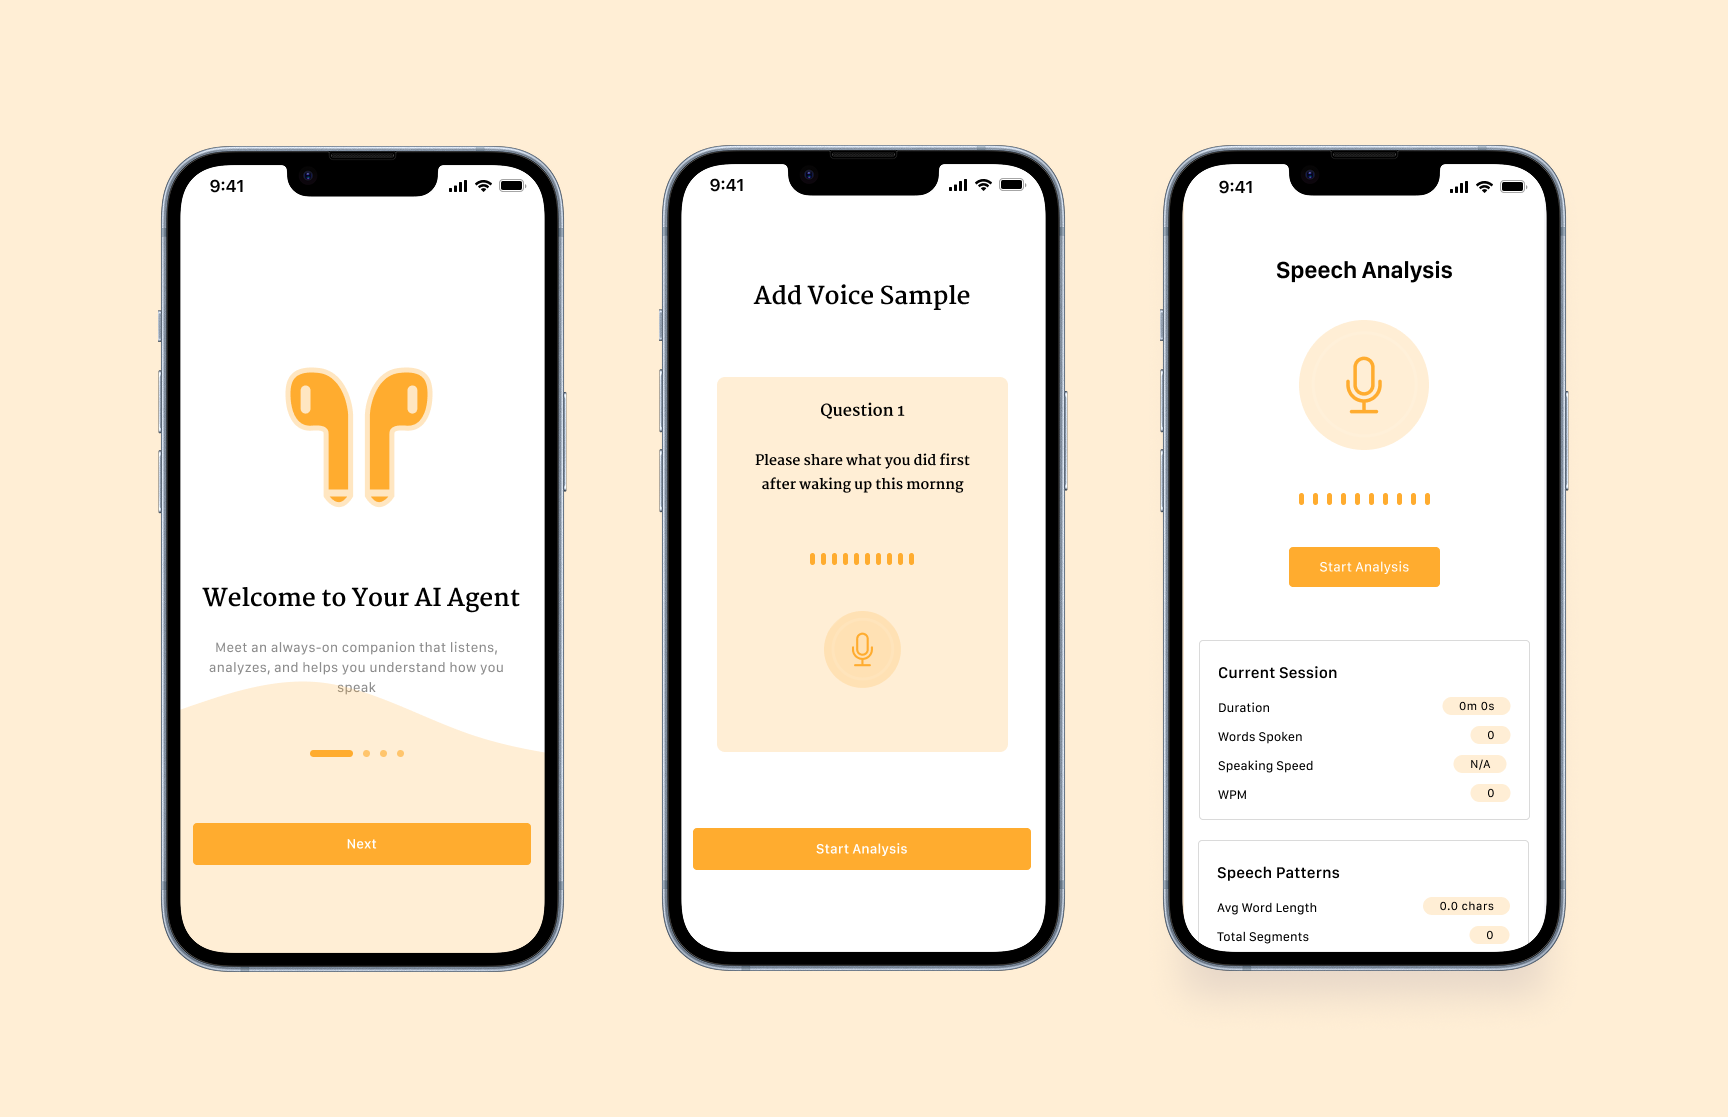 9:41
Welcome to Your AI Agent
Meet an always-on companion that listens,
analyzes, and helps you understand how you
speak
Next
9:41
Add Voice Sample
Question 1
Please share what you did first
after waking up this mornng
Start Analysis
9:41
Speech Analysis
Start Analysis
Current Session
Duration 0m 0s
Words Spoken 0
Speaking Speed N/A
WPM 0
Speech Patterns
Avg Word Length 0.0 chars
Total Segments 0